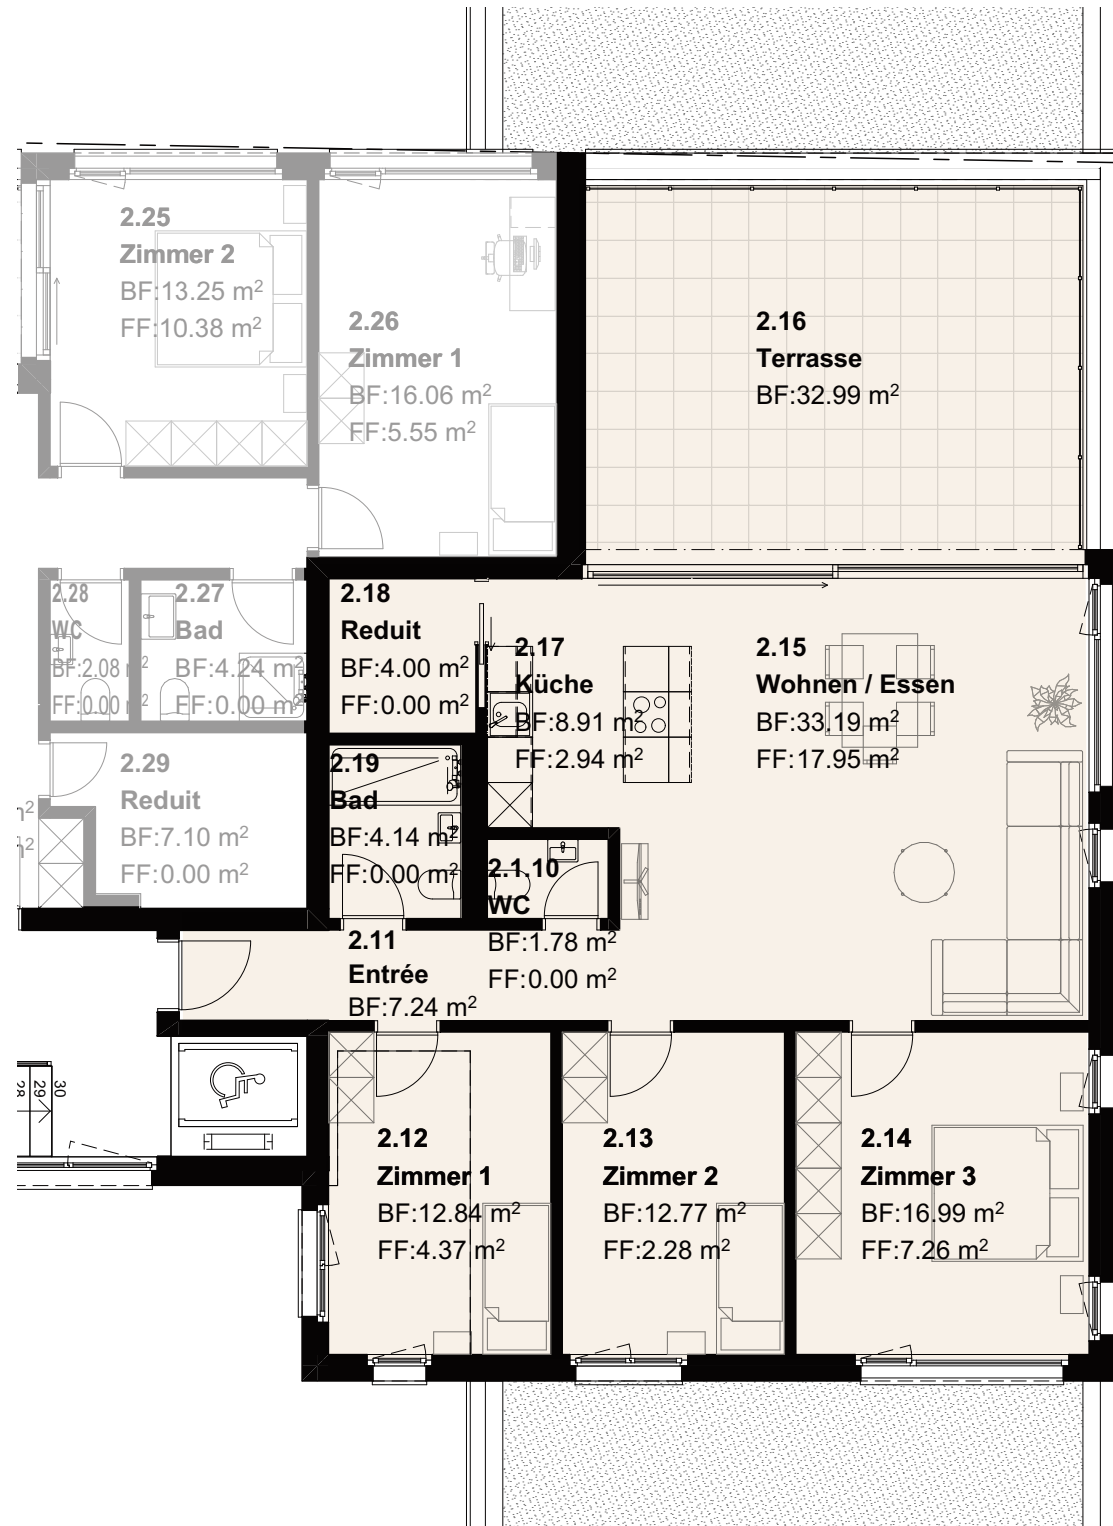 2.25
Zimmer 2
BF:13.25 m²
FF:10.38 m²
2.26
Zimmer 1
BF:16.06 m²
FF:5.55 m²
2.16
Terrasse
BF:32.99 m²
2.28
WC
BF:2.08 m²
FF:0.00 m²
2.27
Bad
BF:4.24 m²
FF:0.00 m²
2.18
Reduit
BF:4.00 m²
FF:0.00 m²
2.17
Küche
BF:8.91 m²
FF:2.94 m²
2.15
Wohnen / Essen
BF:33.19 m²
FF:17.95 m²
2.29
Reduit
BF:7.10 m²
FF:0.00 m²
2.19
Bad
BF:4.14 m²
FF:0.00 m²
2.1.10
WC
BF:1.78 m²
FF:0.00 m²
2.11
Entrée
BF:7.24 m²
30
29
2.12
Zimmer 1
BF:12.84 m²
FF:4.37 m²
2.13
Zimmer 2
BF:12.77 m²
FF:2.28 m²
2.14
Zimmer 3
BF:16.99 m²
FF:7.26 m²